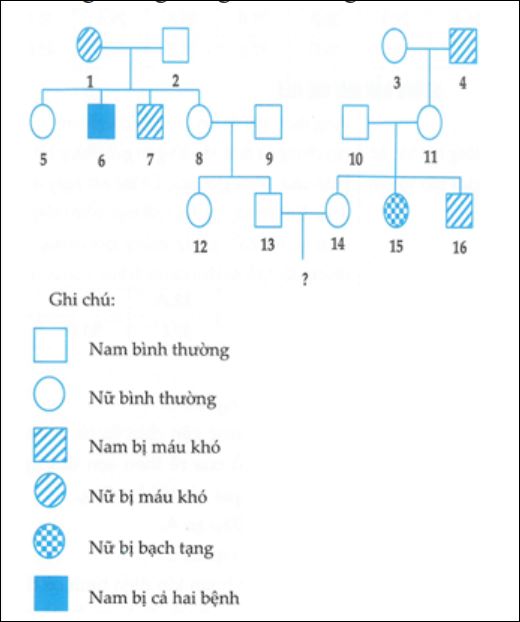 1 2 3 4
5 6 7 8 9 10 11
12 13 14 15 16
?
Ghi chú:
Nam bình thường
Nữ bình thường
Nam bị máu khó
Nữ bị máu khó
Nữ bị bạch tạng
Nam bị cả hai bệnh